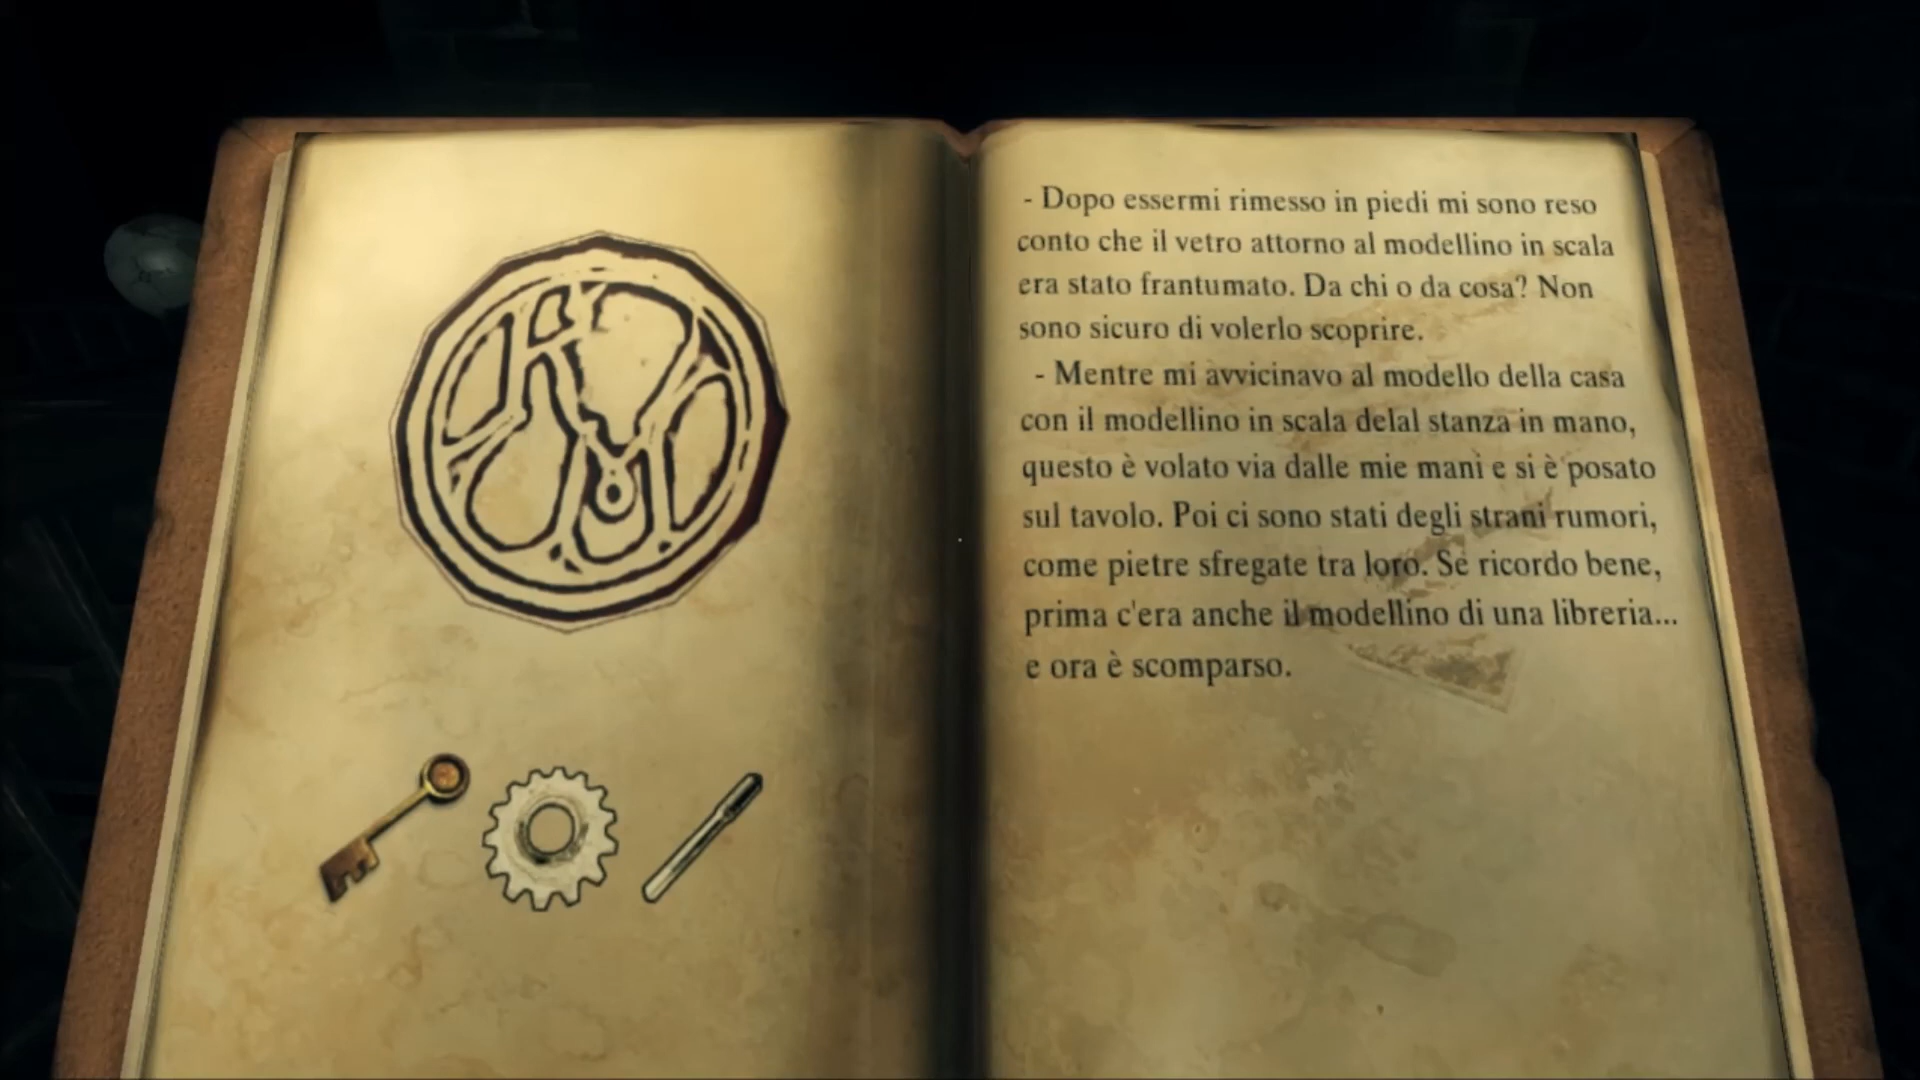 - Dopo essermi rimesso in piedi mi sono reso
conto che il vetro attorno al modellino in scala
era stato frantumato. Da chi o da cosa? Non
sono sicuro di volerlo scoprire.
- Mentre mi avvicinavo al modello della casa
con il modellino in scala delal stanza in mano,
questo è volato via dalle mie mani e si è posato
sul tavolo. Poi ci sono stati degli strani rumori,
come pietre sfregate tra loro. Se ricordo bene,
prima c'era anche il modellino di una libreria...
e ora è scomparso.